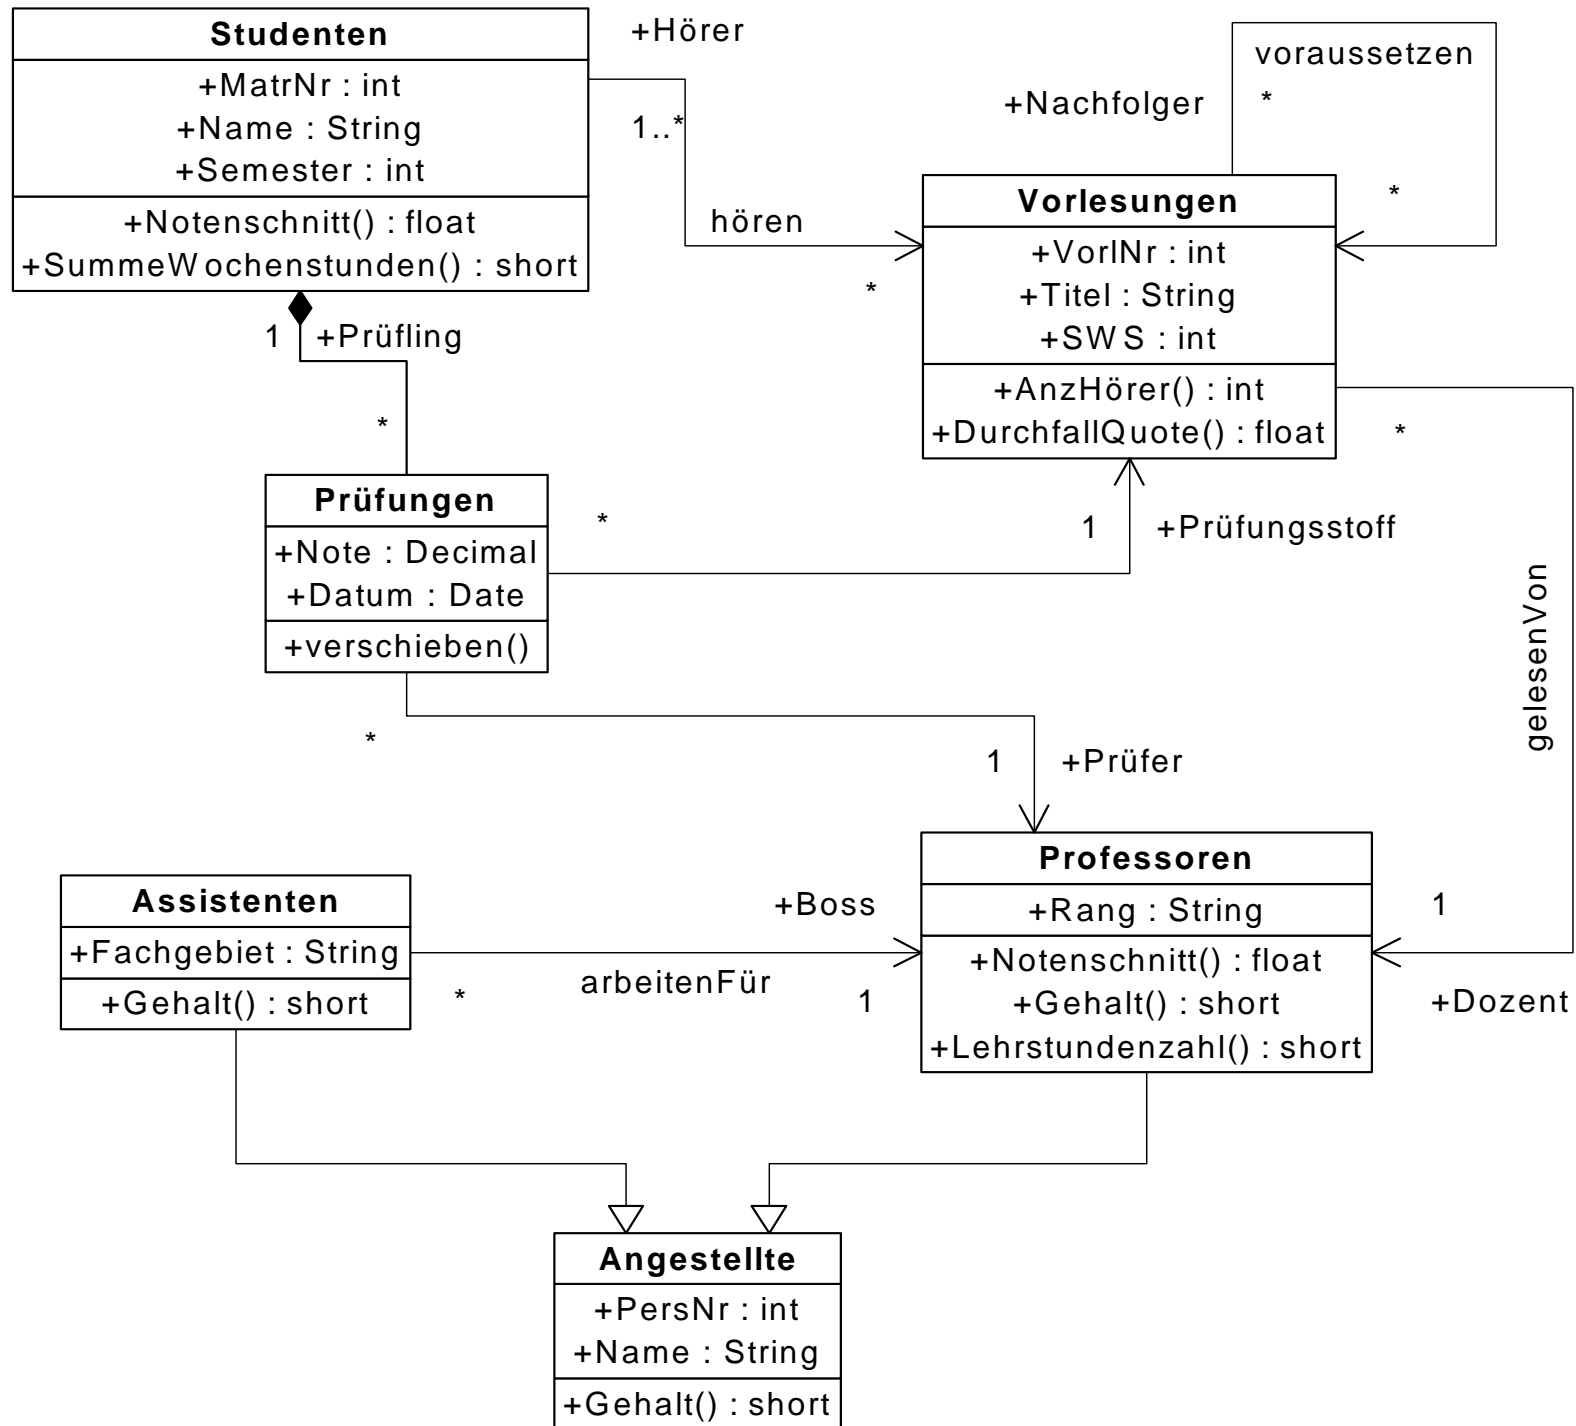 Studenten
+MatrNr : int
+Name : String
+Semester : int
+Notenschnitt() : float
+SummeWochenstunden() : short
+Hörer
1..*
hören
*
voraussetzen
+Nachfolger
*
*
Vorlesungen
+VorlNr : int
+Titel : String
+SWS : int
+AnzHörer() : int
+DurchfallQuote() : float
1
+Prüfling
*
Prüfungen
+Note : Decimal
+Datum : Date
+verschieben()
*
1
+Prüfungsstoff
*
gelesenVon
*
1
+Prüfer
Professoren
+Rang : String
+Notenschnitt() : float
+Gehalt() : short
+Lehrstundenzahl() : short
1
+Dozent
Assistenten
+Fachgebiet : String
+Gehalt() : short
+Boss
arbeitenFür
*
1
Angestellte
+PersNr : int
+Name : String
+Gehalt() : short